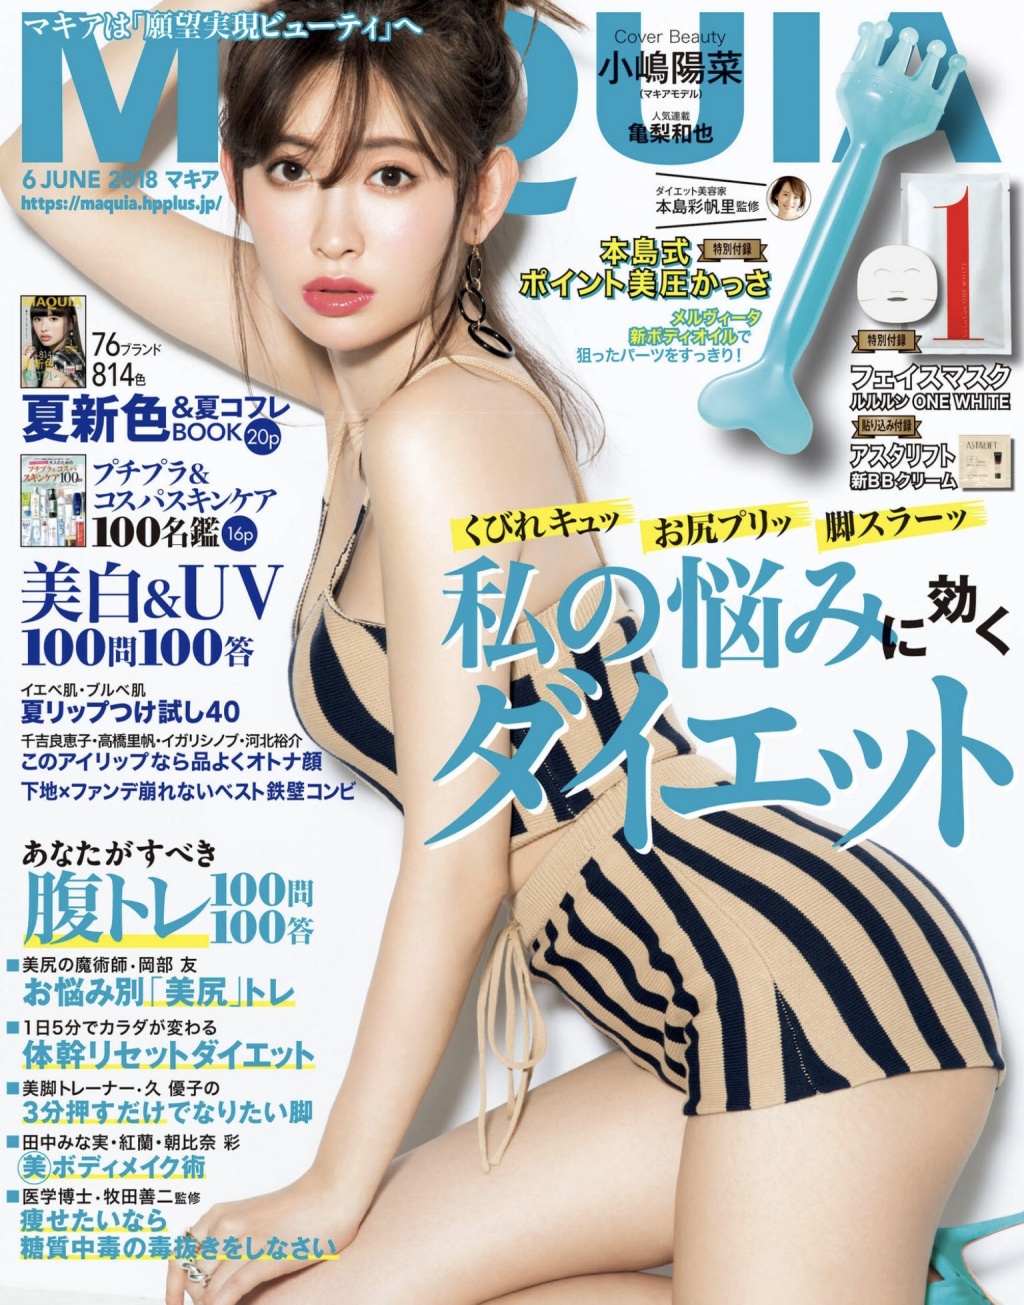 マキアは「願望実現ビューティ」へ
MAQUIA
6 JUNE 2018 マキア
https://maquia.hpplus.jp/
Cover Beauty
小嶋陽菜
(マキアモデル)
人気連載
亀梨和也
ダイエット美容家
本島彩帆里監修
特別付録
本島式
ポイント美圧かっさ
メルヴィータ
新ボディオイルで
狙ったパーツをすっきり!
1
ONE WHITE
特別付録
フェイスマスク
ルルルン ONE WHITE
貼り込み付録
アスタリフト
新BBクリーム
ASTALIFT
MAQUIA
76ブランド
814色
夏新色&夏コフレ
BOOK 20p
プチプラ&コスパ
スキンケア100
プチプラ&
コスパスキンケア
100名鑑 16p
美白&UV
100問100答
イエベ肌・ブルベ肌
夏リップつけ試し40
千吉良恵子・高橋里帆・イガリシノブ・河北裕介
このアイリップなら品よくオトナ顔
下地×ファンデ崩れないベスト鉄壁コンビ
くびれキュッ お尻プリッ 脚スラーッ
私の悩みに効く
ダイエット
あなたがすべき
腹トレ100問
100答
美尻の魔術師・岡部 友
お悩み別「美尻」トレ
1日5分でカラダが変わる
体幹リセットダイエット
美脚トレーナー・久 優子の
3分押すだけでなりたい脚
田中みな実・紅蘭・朝比奈 彩
美ボディメイク術
医学博士・牧田善二監修
痩せたいなら
糖質中毒の毒抜きをしなさい